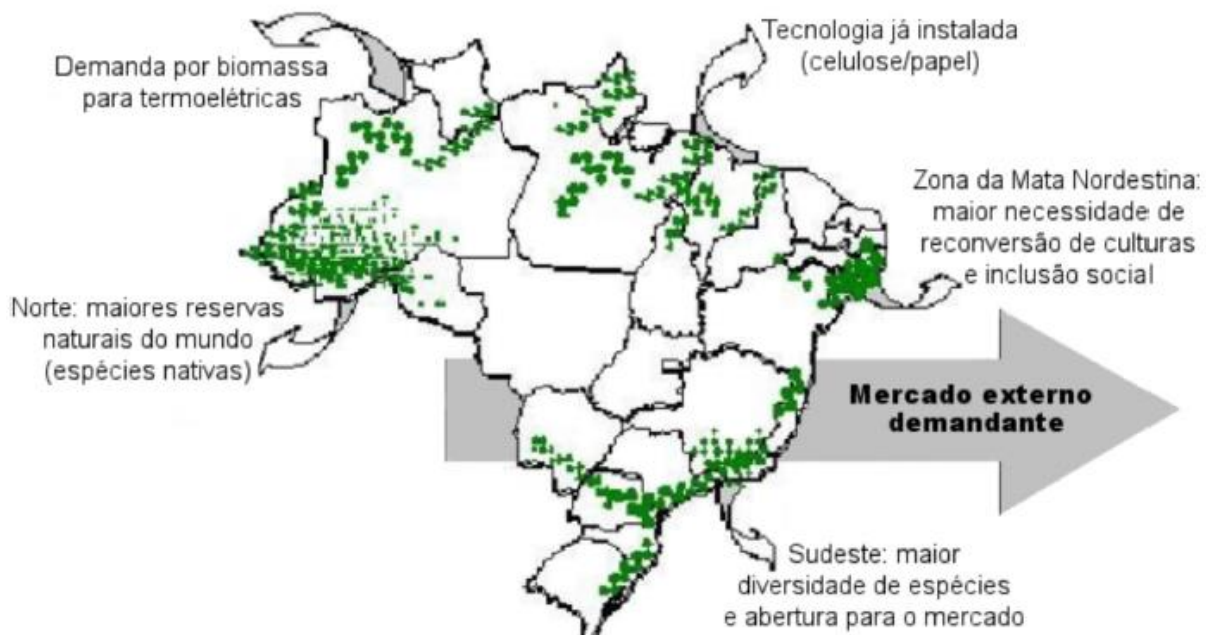 Demanda por biomassa
para termoelétricas
Tecnologia já instalada
(celulose/papel)
Zona da Mata Nordestina:
maior necessidade de
reconversão de culturas
e inclusão social
Norte: maiores reservas
naturais do mundo
(espécies nativas)
Mercado externo
demandante
Sudeste: maior
diversidade de espécies
e abertura para o mercado